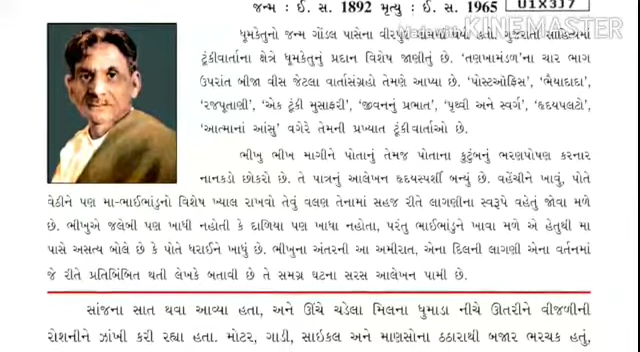 જન્મ : ઈ. સ. 1892 મૃત્યુ : ઈ. સ. 1965
U1X3J7
Made with KINEMASTER
ધૂમકેતુનો જન્મ ગોંડલ પાસેના વીરપુર ગામમાં થયો હતો. ગુજરાતી સાહિત્યમાં
ટૂંકીવાર્તાના ક્ષેત્રે ધૂમકેતુનું પ્રદાન વિશેષ જાણીતું છે. 'તણખામંડળ'ના ચાર ભાગ
ઉપરાંત બીજા વીસ જેટલા વાર્તાસંગ્રહો તેમણે આપ્યા છે. 'પોસ્ટઑફિસ', 'ભૈયાદાદા',
'રજપૂતાણી', 'એક ટૂંકી મુસાફરી', 'જીવનનું પ્રભાત', 'પૃથ્વી અને સ્વર્ગ', 'હૃદયપલટો',
'આત્માનાં આંસુ' વગેરે તેમની પ્રખ્યાત ટૂંકીવાર્તાઓ છે.
ભીખુ ભીખ માગીને પોતાનું તેમજ પોતાના કુટુંબનું ભરણપોષણ કરનાર
નાનકડો છોકરો છે. તે પાત્રનું આલેખન હૃદયસ્પર્શી બન્યું છે. વહેંચીને ખાવું, પોતે
વેઠીને પણ મા-ભાઈભાંડુનો વિશેષ ખ્યાલ રાખવો તેવું વલણ તેનામાં સહજ રીતે લાગણીના સ્વરૂપે વહેતું જોવા મળે
છે. ભીખુએ જલેબી પણ ખાધી નહોતી કે દાળિયા પણ ખાધા નહોતા, પરંતુ ભાઈભાંડુને ખાવા મળે એ હેતુથી મા
પાસે અસત્ય બોલે છે કે પોતે ધરાઈને ખાધું છે. ભીખુના અંતરની આ અમીરાત, એના દિલની લાગણી એના વર્તનમાં
જે રીતે પ્રતિબિંબિત થતી લેખકે બતાવી છે તે સમગ્ર ઘટના સરસ આલેખન પામી છે.
સાંજના સાત થવા આવ્યા હતા, અને ઊંચે ચડેલા મિલના ધુમાડા નીચે ઊતરીને વીજળીની
રોશનીને ઝાંખી કરી રહ્યા હતા. મોટર, ગાડી, સાઇકલ અને માણસોના ઠઠારાથી બજાર ભરચક હતું,